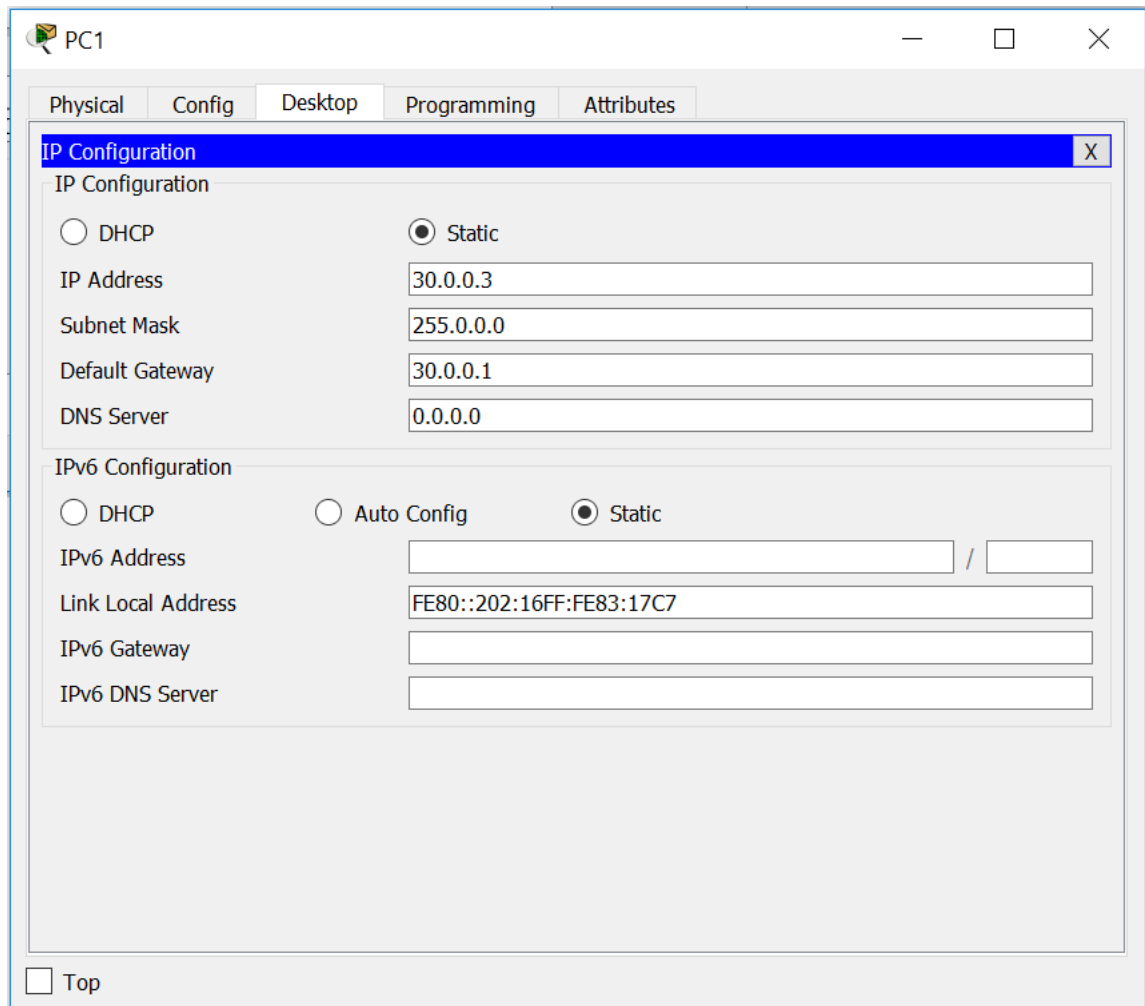 PC1
Physical Config Desktop Programming Attributes
IP Configuration X
IP Configuration
DHCP Static
IP Address 30.0.0.3
Subnet Mask 255.0.0.0
Default Gateway 30.0.0.1
DNS Server 0.0.0.0
IPv6 Configuration
DHCP Auto Config Static
IPv6 Address /
Link Local Address FE80::202:16FF:FE83:17C7
IPv6 Gateway
IPv6 DNS Server
Top